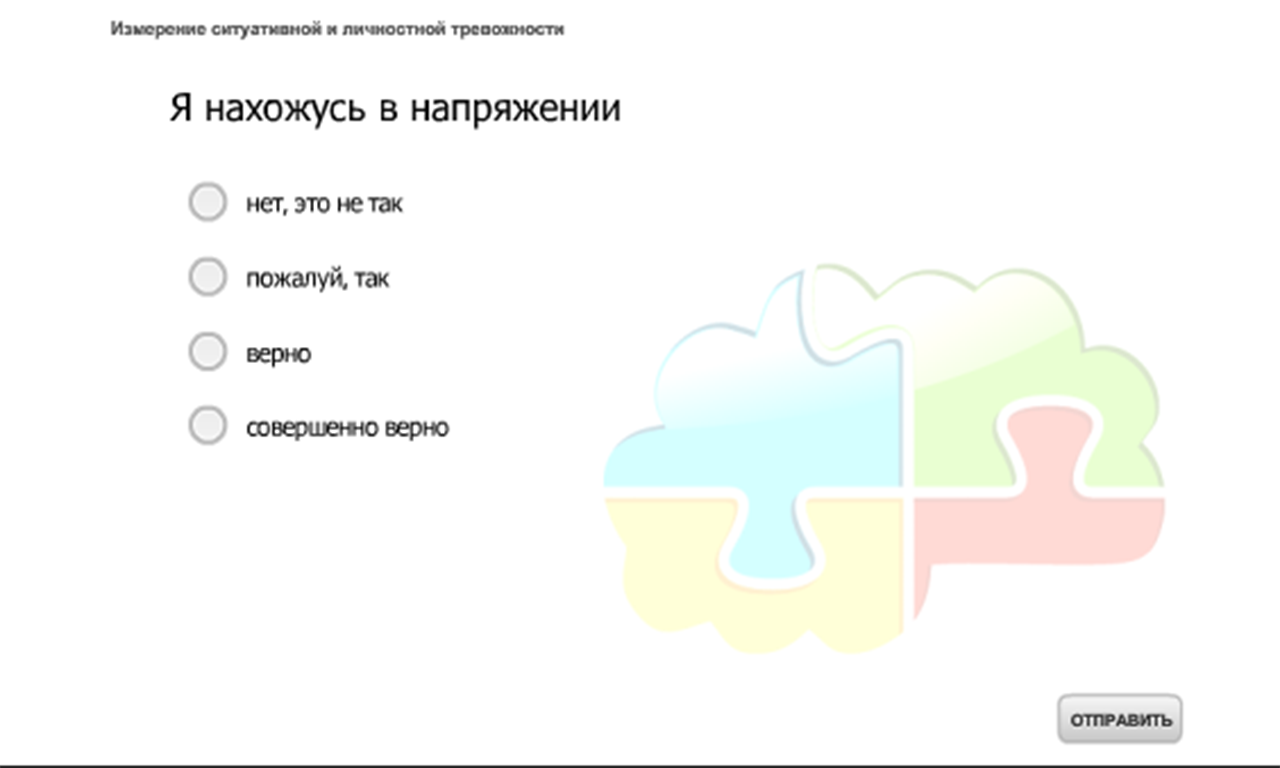 Измерение ситуативной и личностной тревожности
Я нахожусь в напряжении
нет, это не так
пожалуй, так
верно
совершенно верно
ОТПРАВИТЬ